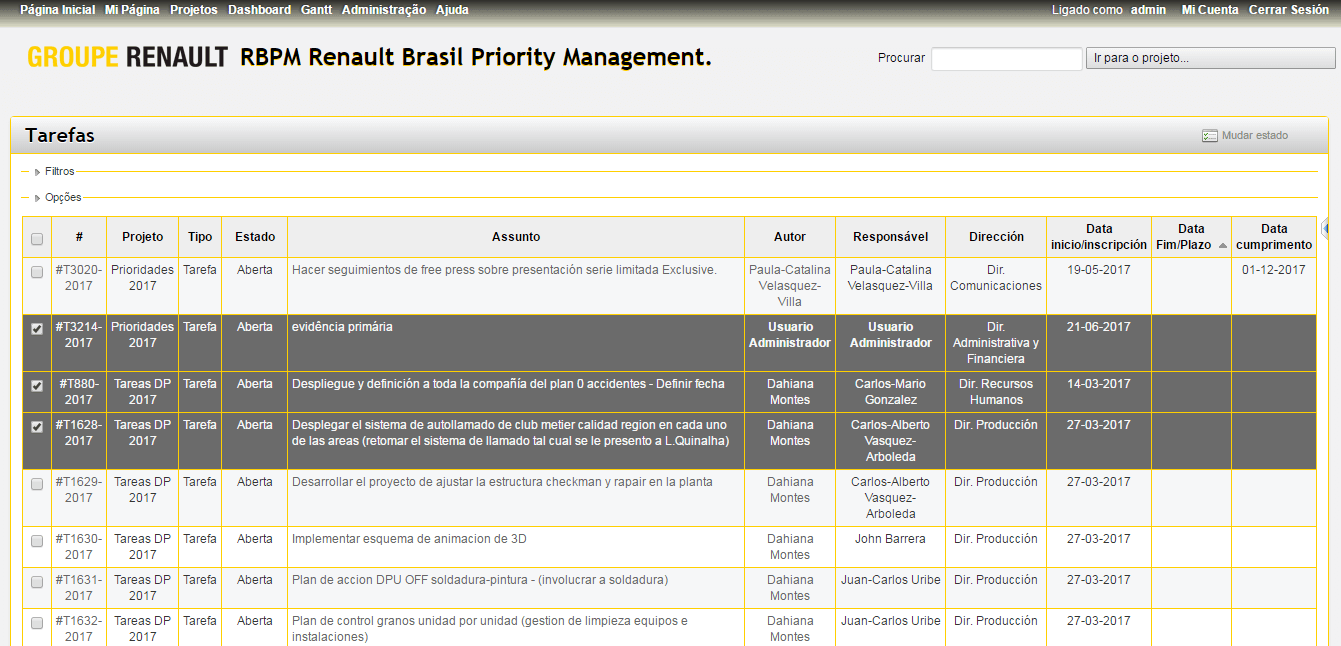 Página Inicial Mi Página Projetos Dashboard Gantt Administração Ajuda Ligado como admin Mi Cuenta Cerrar Sesión
GROUPE RENAULT RBPM Renault Brasil Priority Management. Procurar Ir para o projeto...
Tarefas Mudar estado
Filtros
Opções
# Projeto Tipo Estado Assunto Autor Responsável Dirección Data inicio/inscripción Data Fim/Plazo Data cumprimento
#T3020- Prioridades Tarefa Aberta Hacer seguimientos de free press sobre presentación serie limitada Exclusive. Paula-Catalina Paula-Catalina Dir. 19-05-2017 01-12-2017
2017 2017 Velasquez- Velasquez-Villa Comunicaciones
Villa
#T3214- Prioridades Tarefa Aberta evidência primária Usuario Usuario Dir. 21-06-2017
2017 2017 Administrador Administrador Administrativa y
Financiera
#T880- Tareas DP Tarefa Aberta Despliegue y definición a toda la compañía del plan 0 accidentes - Definir fecha Dahiana Carlos-Mario Dir. Recursos 14-03-2017
2017 2017 Montes Gonzalez Humanos
#T1628- Tareas DP Tarefa Aberta Desplegar el sistema de autollamado de club metier calidad region en cada uno Dahiana Carlos-Alberto Dir. Producción 27-03-2017
2017 2017 de las areas (retomar el sistema de llamado tal cual se le presento a L.Quinalha) Montes Vasquez-
Arboleda
#T1629- Tareas DP Tarefa Aberta Desarrollar el proyecto de ajustar la estructura checkman y rapair en la planta Dahiana Carlos-Alberto Dir. Producción 27-03-2017
2017 2017 Montes Vasquez-
Arboleda
#T1630- Tareas DP Tarefa Aberta Implementar esquema de animacion de 3D Dahiana John Barrera Dir. Producción 27-03-2017
2017 2017 Montes
#T1631- Tareas DP Tarefa Aberta Plan de accion DPU OFF soldadura-pintura - (involucrar a soldadura) Dahiana Juan-Carlos Uribe Dir. Producción 27-03-2017
2017 2017 Montes
#T1632- Tareas DP Tarefa Aberta Plan de control granos unidad por unidad (gestion de limpieza equipos e Dahiana Juan-Carlos Uribe Dir. Producción 27-03-2017
2017 2017 instalaciones) Montes